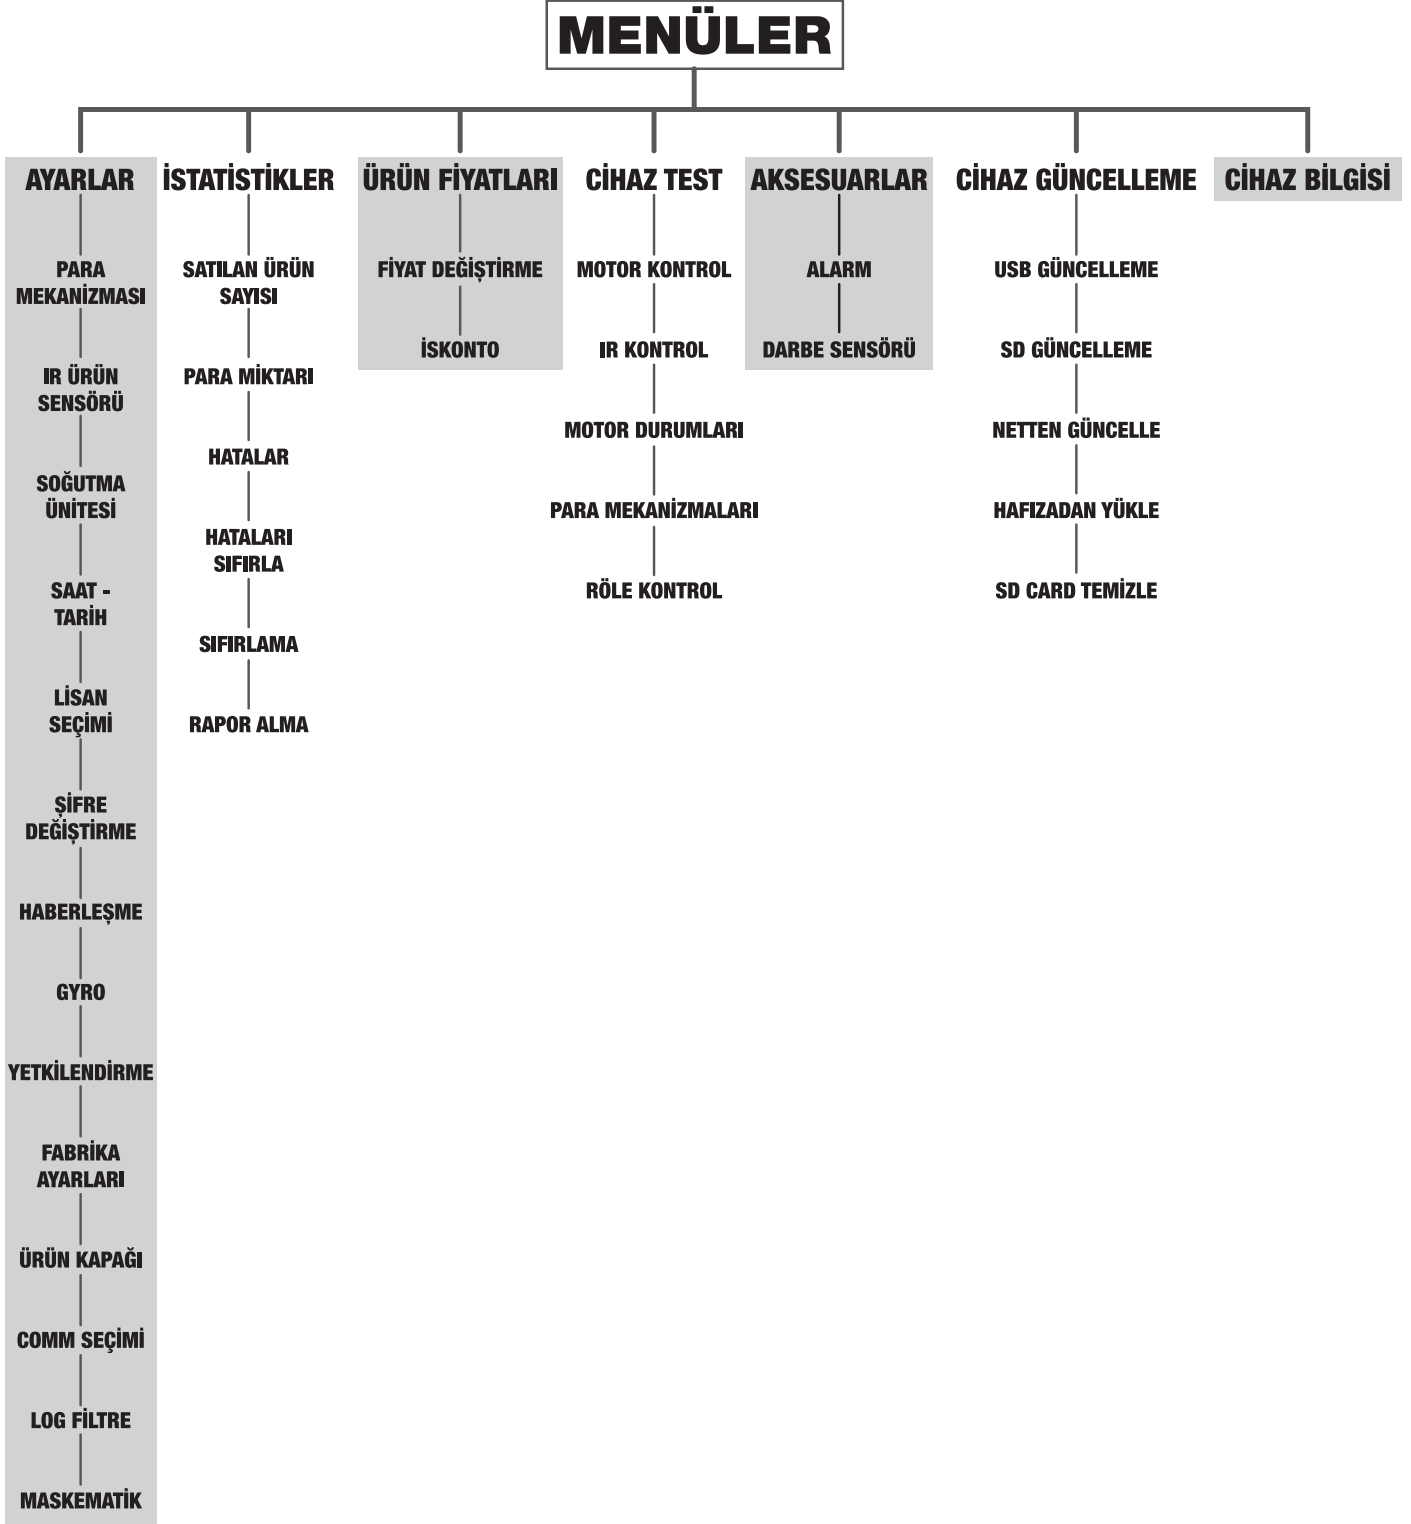 MENÜLER
AYARLAR
PARA
MEKANİZMASI
IR ÜRÜN
SENSÖRÜ
SOĞUTMA
ÜNİTESİ
SAAT -
TARİH
LİSAN
SEÇİMİ
ŞİFRE
DEĞİŞTİRME
HABERLEŞME
GYRO
YETKİLENDİRME
FABRİKA
AYARLARI
ÜRÜN KAPAĞI
COMM SEÇİMİ
LOG FİLTRE
MASKEMATİK
İSTATİSTİKLER
SATILAN ÜRÜN
SAYISI
PARA MİKTARI
HATALAR
HATALARI
SIFIRLA
SIFIRLAMA
RAPOR ALMA
ÜRÜN FİYATLARI
FİYAT DEĞİŞTİRME
İSKONTO
CİHAZ TEST
MOTOR KONTROL
IR KONTROL
MOTOR DURUMLARI
PARA MEKANİZMALARI
RÖLE KONTROL
AKSESUARLAR
ALARM
DARBE SENSÖRÜ
CİHAZ GÜNCELLEME
USB GÜNCELLEME
SD GÜNCELLEME
NETTEN GÜNCELLE
HAFIZADAN YÜKLE
SD CARD TEMİZLE
CİHAZ BİLGİSİ